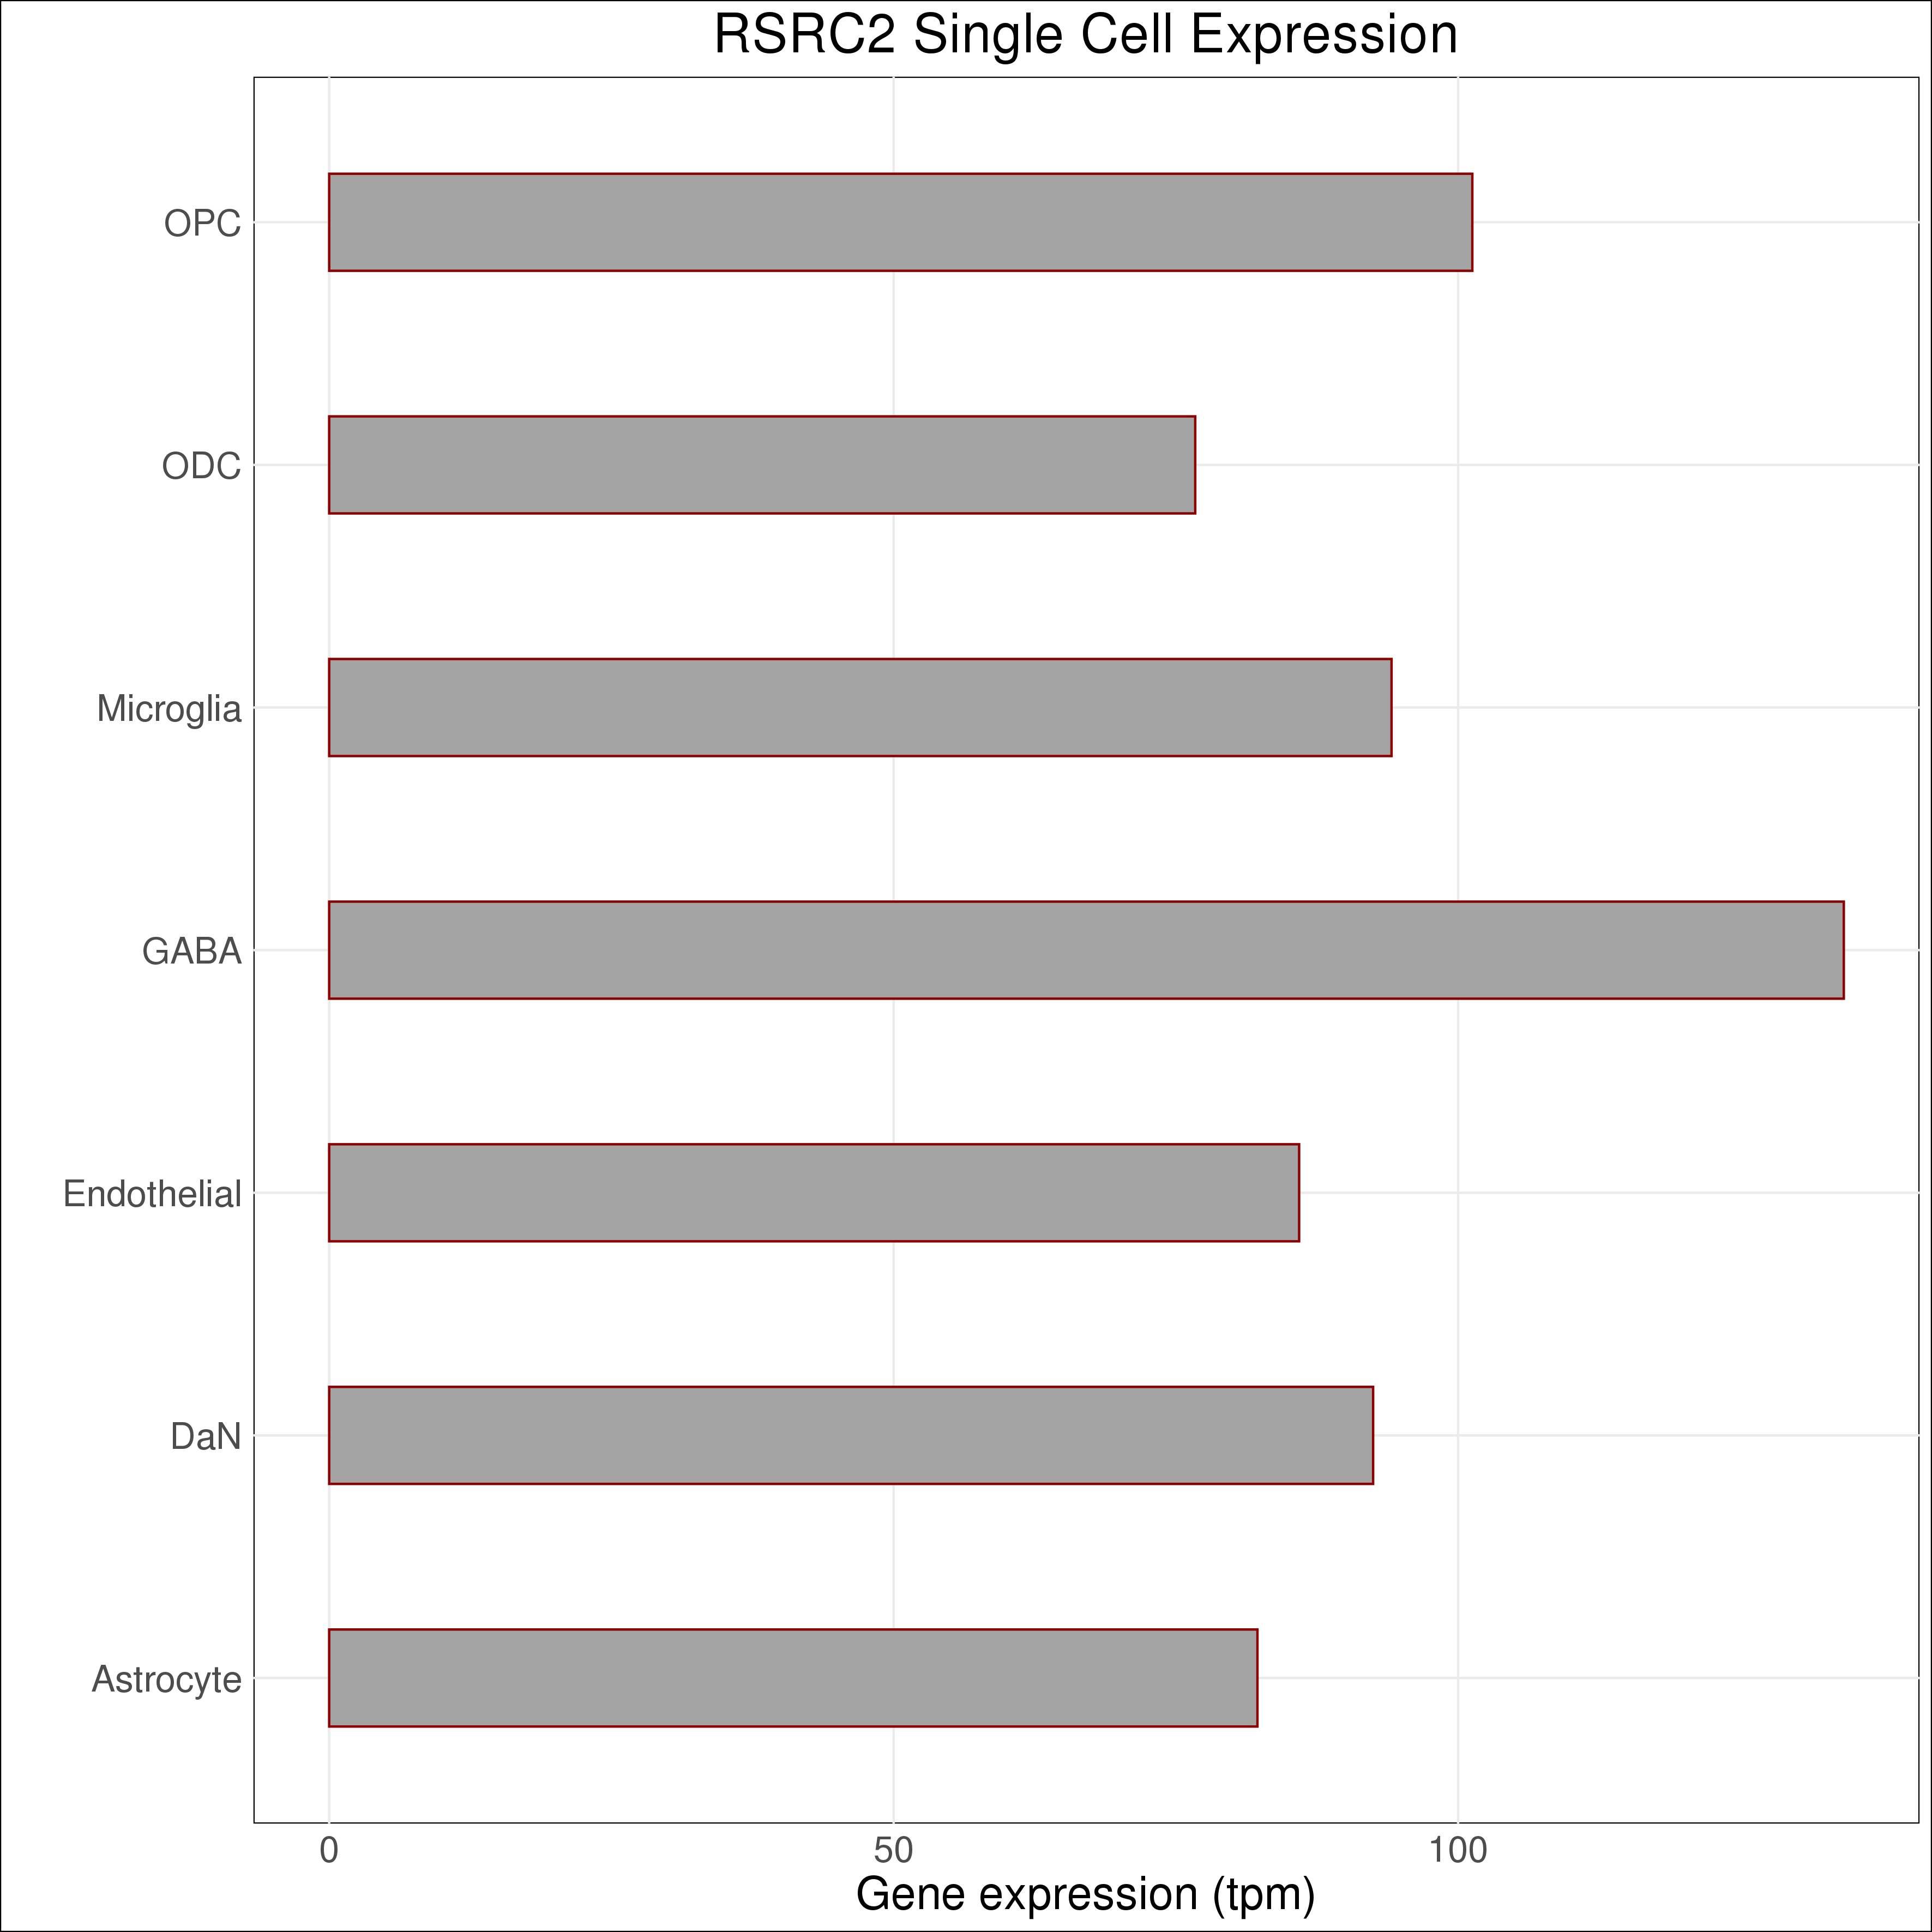 RSRC2 Single Cell Expression
OPC
ODC
Microglia
GABA
Endothelial
DaN
Astrocyte
0 50 100
Gene expression (tpm)